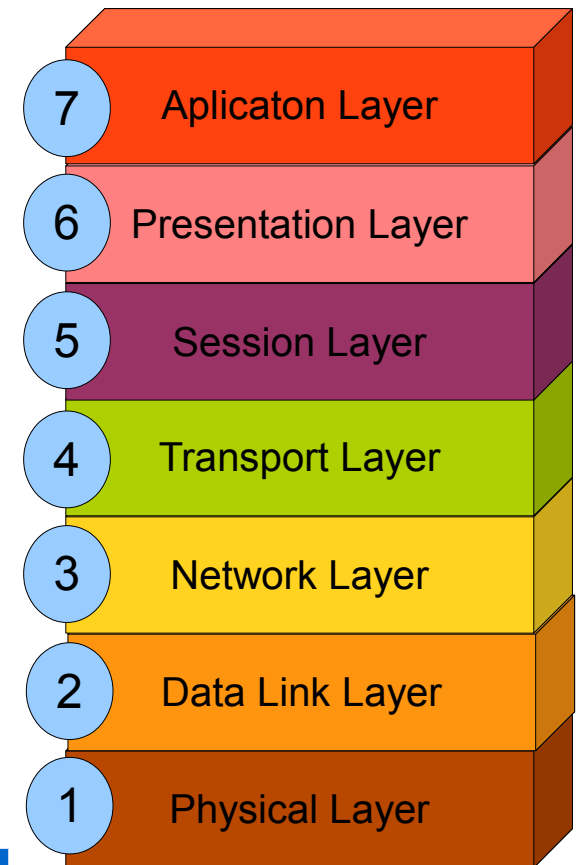 7 Aplicaton Layer
6 Presentation Layer
5 Session Layer
4 Transport Layer
3 Network Layer
2 Data Link Layer
1 Physical Layer